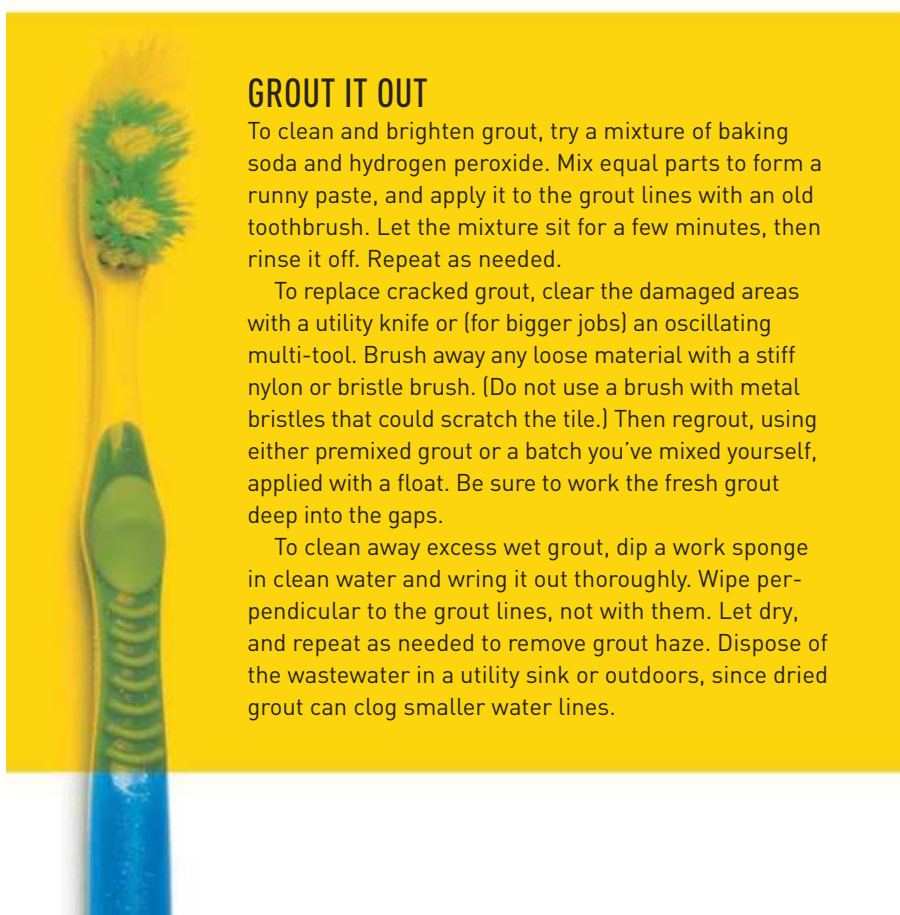 GROUT IT OUT
To clean and brighten grout, try a mixture of baking
soda and hydrogen peroxide. Mix equal parts to form a
runny paste, and apply it to the grout lines with an old
toothbrush. Let the mixture sit for a few minutes, then
rinse it off. Repeat as needed.
To replace cracked grout, clear the damaged areas
with a utility knife or (for bigger jobs) an oscillating
multi-tool. Brush away any loose material with a stiff
nylon or bristle brush. (Do not use a brush with metal
bristles that could scratch the tile.) Then regrout, using
either premixed grout or a batch you’ve mixed yourself,
applied with a float. Be sure to work the fresh grout
deep into the gaps.
To clean away excess wet grout, dip a work sponge
in clean water and wring it out thoroughly. Wipe per-
pendicular to the grout lines, not with them. Let dry,
and repeat as needed to remove grout haze. Dispose of
the wastewater in a utility sink or outdoors, since dried
grout can clog smaller water lines.